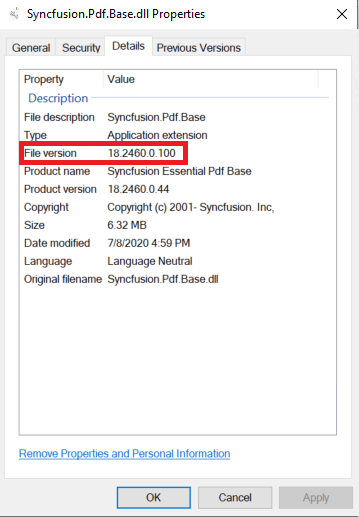 Syncfusion.Pdf.Base.dll Properties
General Security Details Previous Versions
Property Value
Description
File description Syncfusion.Pdf.Base
Type Application extension
File version 18.2460.0.100
Product name Syncfusion Essential Pdf Base
Product version 18.2460.0.44
Copyright Copyright (c) 2001- Syncfusion. Inc,
Size 6.32 MB
Date modified 7/8/2020 4:59 PM
Language Language Neutral
Original filename Syncfusion.Pdf.Base.dll
Remove Properties and Personal Information
OK Cancel Apply